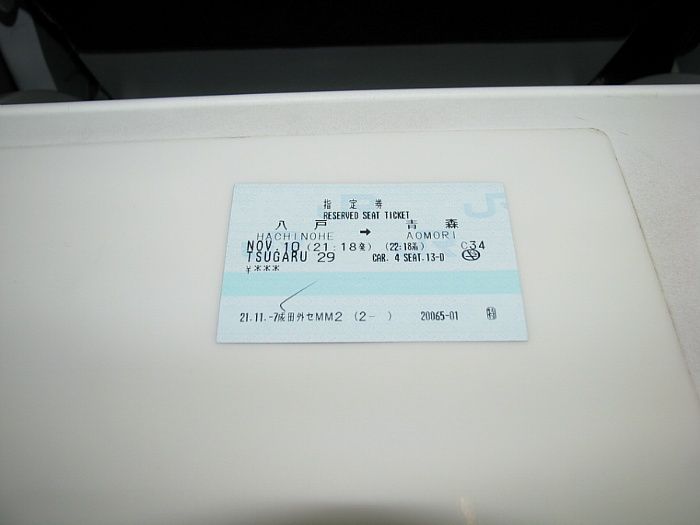 指定券
RESERVED SEAT TICKET
八戸 → 青森
HACHINOHE AOMORI
NOV.10 (21:18発) (22:18着) C34
TSUGARU 29 CAR. 4 SEAT.13-D
¥***
21.11.-7成田外セMM2 (2- ) 20065-01